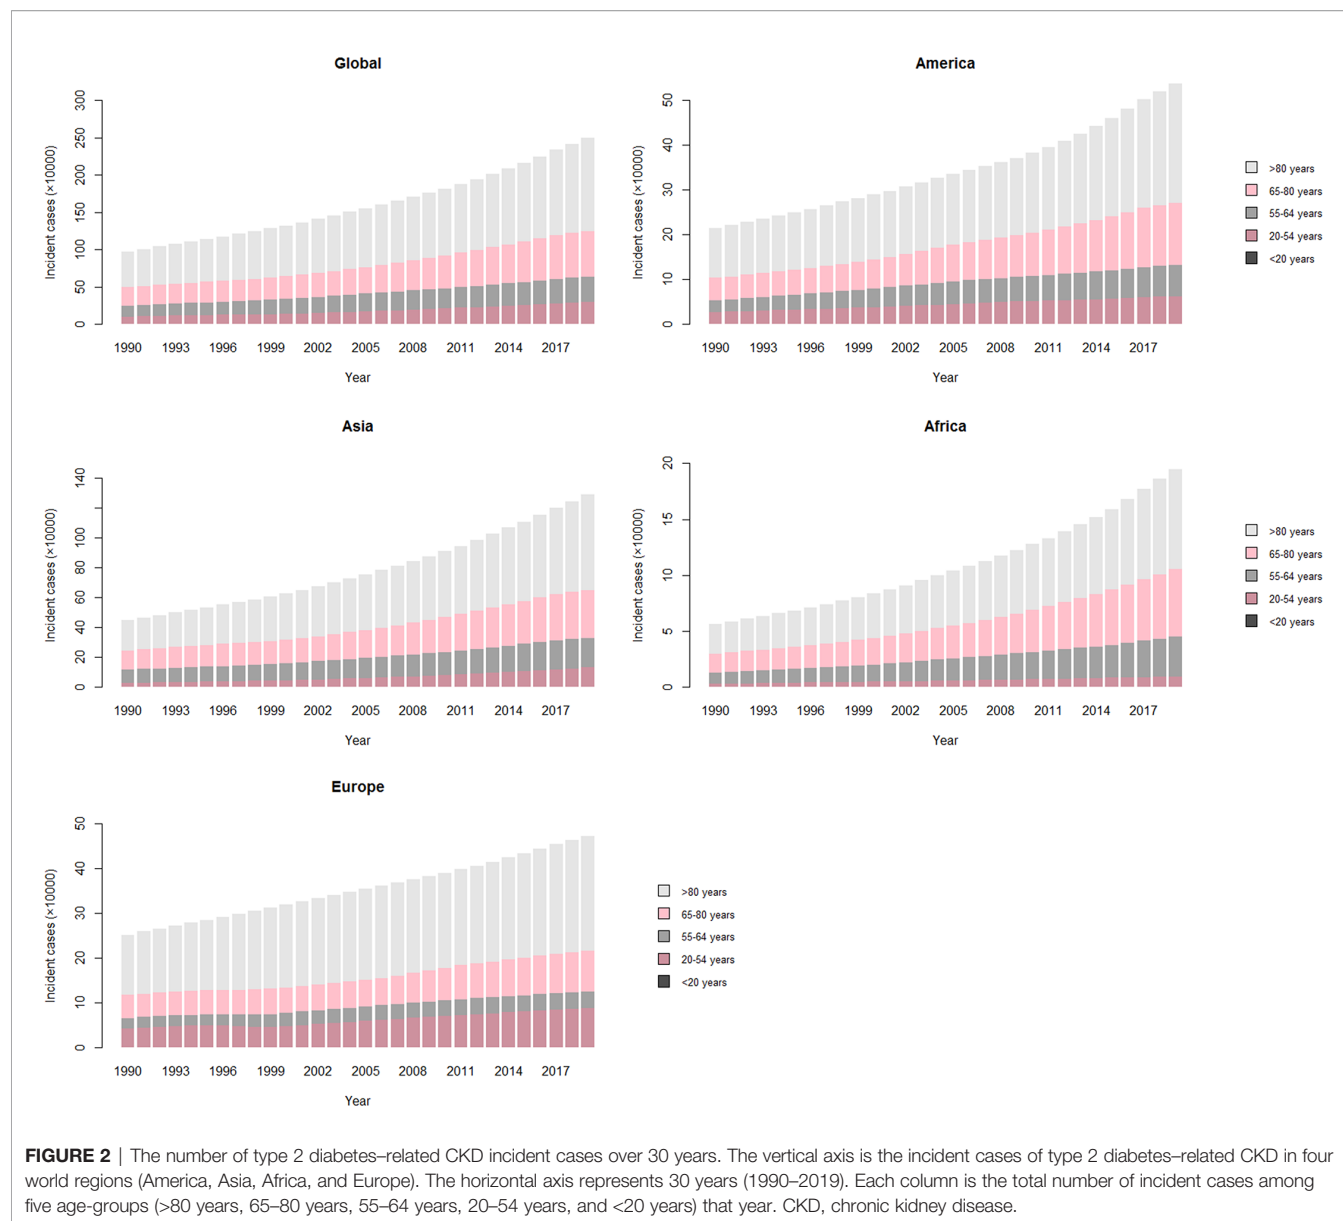 Global
Incident cases (×10000)
300
250
200
150
100
50
0
1990 1993 1996 1999 2002 2005 2008 2011 2014 2017
Year
America
Incident cases (×10000)
50
40
30
20
10
0
1990 1993 1996 1999 2002 2005 2008 2011 2014 2017
Year
>80 years
65-80 years
55-64 years
20-54 years
<20 years
Asia
Incident cases (×10000)
140
100
80
60
40
20
0
1990 1993 1996 1999 2002 2005 2008 2011 2014 2017
Year
Africa
Incident cases (×10000)
20
15
10
5
0
1990 1993 1996 1999 2002 2005 2008 2011 2014 2017
Year
>80 years
65-80 years
55-64 years
20-54 years
<20 years
Europe
Incident cases (×10000)
50
40
30
20
10
0
1990 1993 1996 1999 2002 2005 2008 2011 2014 2017
Year
>80 years
65-80 years
55-64 years
20-54 years
<20 years
FIGURE 2 | The number of type 2 diabetes–related CKD incident cases over 30 years. The vertical axis is the incident cases of type 2 diabetes–related CKD in four
world regions (America, Asia, Africa, and Europe). The horizontal axis represents 30 years (1990–2019). Each column is the total number of incident cases among
five age-groups (>80 years, 65–80 years, 55–64 years, 20–54 years, and <20 years) that year. CKD, chronic kidney disease.